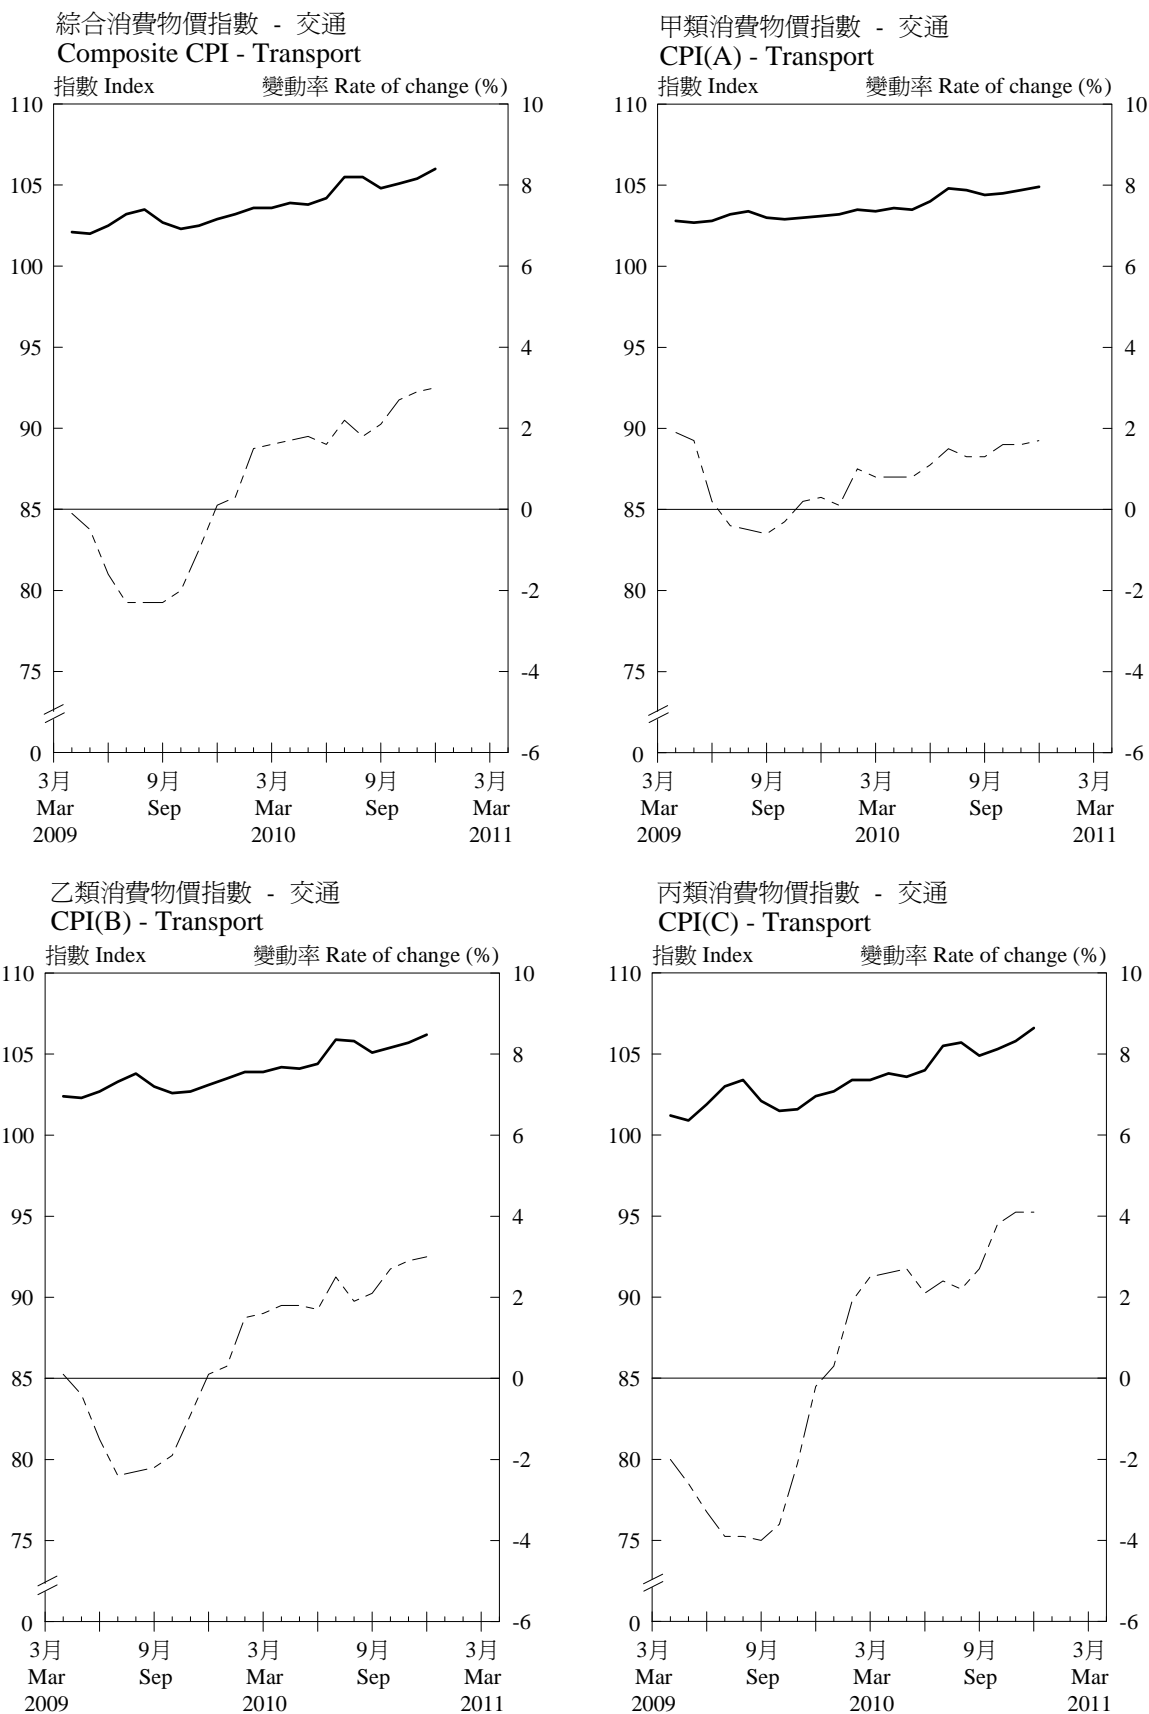 綜合消費物價指數 - 交通
Composite CPI - Transport
指數 Index 變動率 Rate of change (%)
110 10
105 8
100 6
95 4
90 2
85 0
80 -2
75 -4
0 -6
3月 9月 3月 9月 3月
Mar Sep Mar Sep Mar
2009 2010 2011
甲類消費物價指數 - 交通
CPI(A) - Transport
指數 Index 變動率 Rate of change (%)
110 10
105 8
100 6
95 4
90 2
85 0
80 -2
75 -4
0 -6
3月 9月 3月 9月 3月
Mar Sep Mar Sep Mar
2009 2010 2011
乙類消費物價指數 - 交通
CPI(B) - Transport
指數 Index 變動率 Rate of change (%)
110 10
105 8
100 6
95 4
90 2
85 0
80 -2
75 -4
0 -6
3月 9月 3月 9月 3月
Mar Sep Mar Sep Mar
2009 2010 2011
丙類消費物價指數 - 交通
CPI(C) - Transport
指數 Index 變動率 Rate of change (%)
110 10
105 8
100 6
95 4
90 2
85 0
80 -2
75 -4
0 -6
3月 9月 3月 9月 3月
Mar Sep Mar Sep Mar
2009 2010 2011